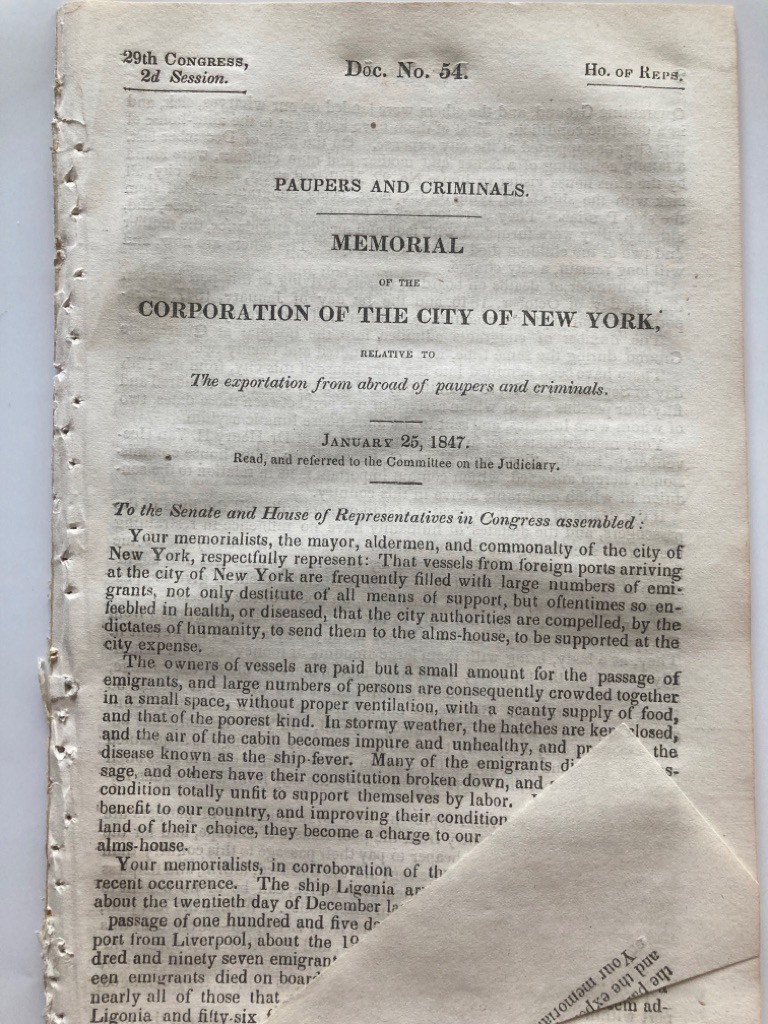 29th Congress,
2d Session.
Doc. No. 54.
Ho. of Reps.
PAUPERS AND CRIMINALS.
MEMORIAL
OF THE
CORPORATION OF THE CITY OF NEW YORK,
RELATIVE TO
The exportation from abroad of paupers and criminals.
January 25, 1847.
Read, and referred to the Committee on the Judiciary.
To the Senate and House of Representatives in Congress assembled:
Your memorialists, the mayor, aldermen, and commonalty of the city of
New York, respectfully represent: That vessels from foreign ports arriving
at the city of New York are frequently filled with large numbers of emi-
grants, not only destitute of all means of support, but oftentimes so en-
feebled in health, or diseased, that the city authorities are compelled, by the
dictates of humanity, to send them to the alms-house, to be supported at the
city expense.
The owners of vessels are paid but a small amount for the passage of
emigrants, and large numbers of persons are consequently crowded together
in a small space, without proper ventilation, with a scanty supply of food,
and that of the poorest kind. In stormy weather, the hatches are closed,
and the air of the cabin becomes impure and unhealthy, and the
disease known as the ship-fever. Many of the emigrants
sage, and others have their constitution broken down, and
condition totally unfit to support themselves by labor.
benefit to our country, and improving their condition
land of their choice, they become a charge to our
alms-house.
Your memorialists, in corroboration of
recent occurrence. The ship Ligonia
about the twentieth day of December
passage of one hundred and five
port from Liverpool, about the
dred and ninety seven
een emigrants died on
nearly all of those that
Ligonia and fifty-six
ad-
Your
and the
the